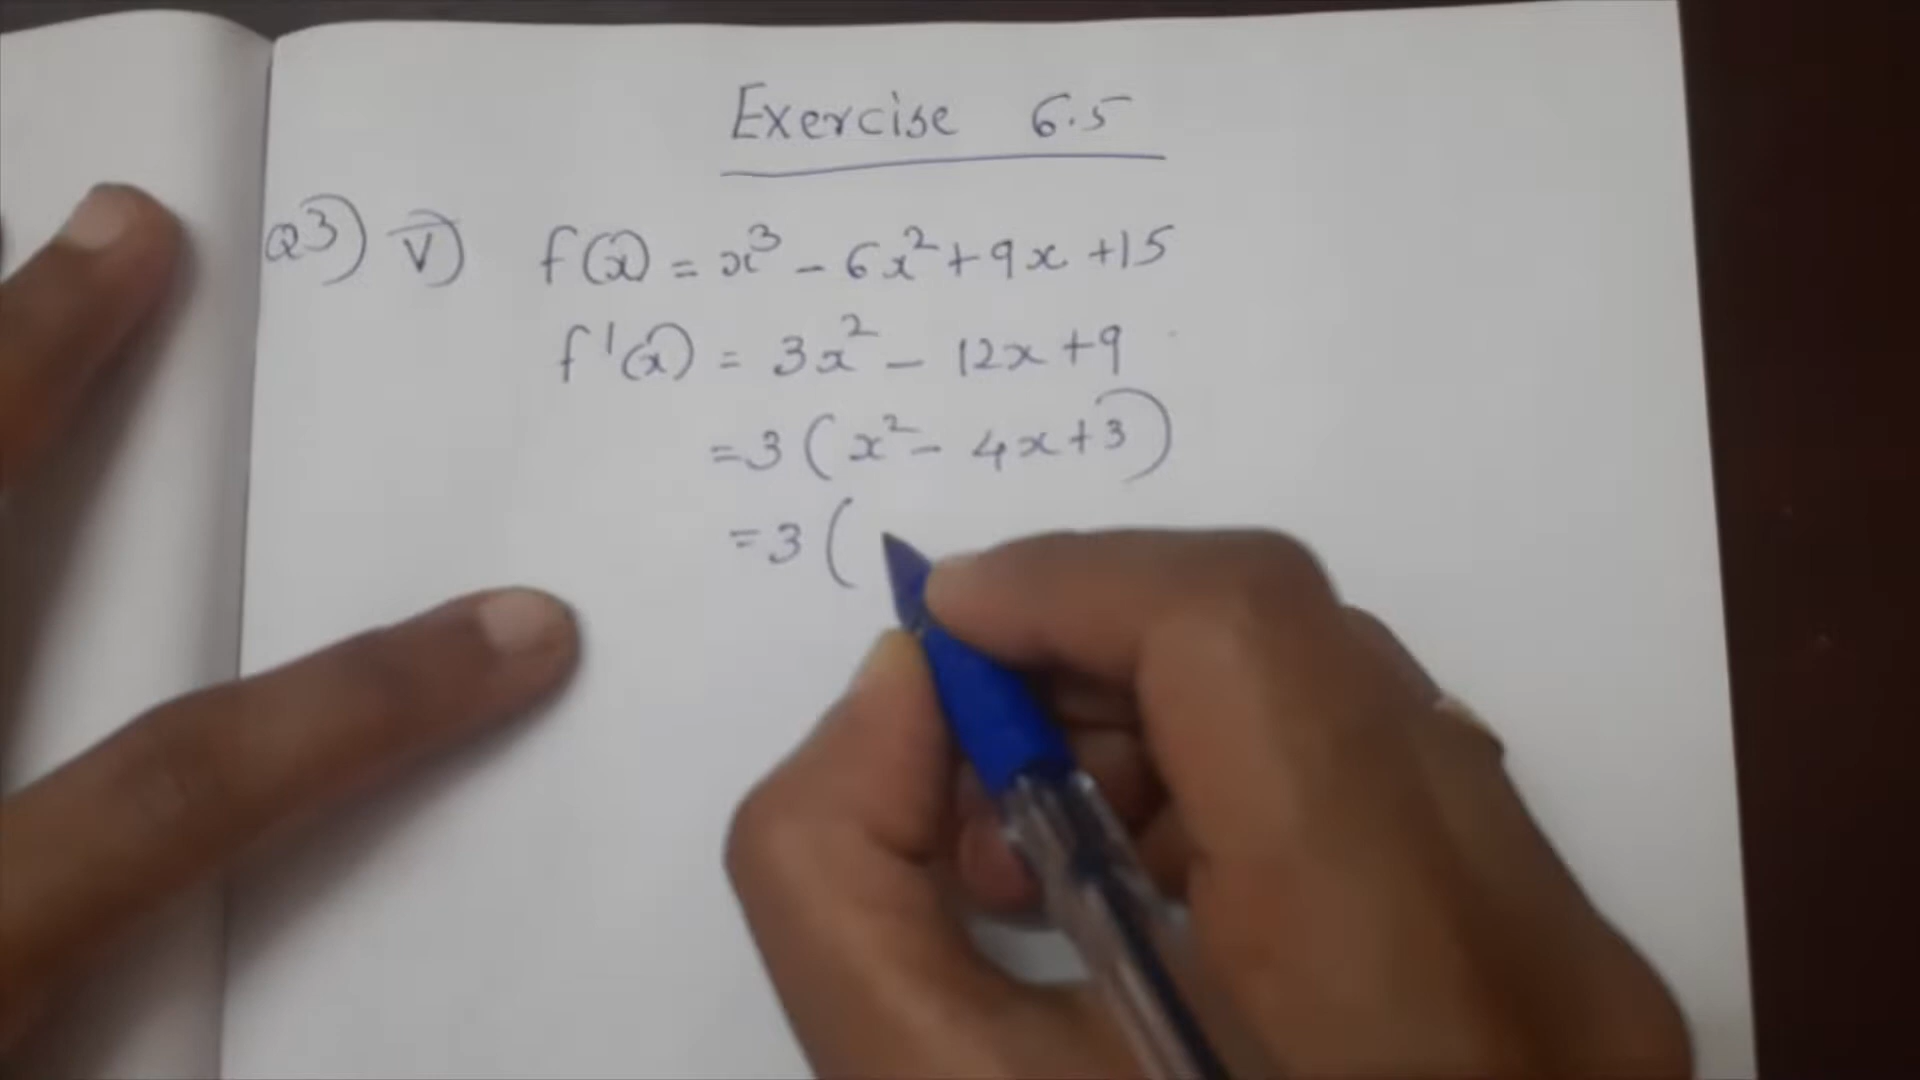 Exercise 6.5
Q3) v) f(x) = x³ - 6x² + 9x + 15
f'(x) = 3x² - 12x + 9
= 3 ( x² - 4x + 3 )
= 3 (